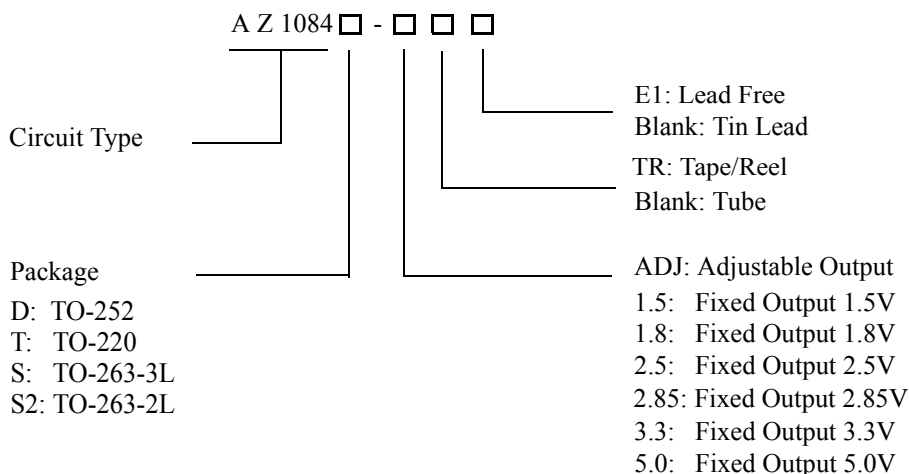 A Z 1084 -
Circuit Type
Package
D: TO-252
T: TO-220
S: TO-263-3L
S2: TO-263-2L
E1: Lead Free
Blank: Tin Lead
TR: Tape/Reel
Blank: Tube
ADJ: Adjustable Output
1.5: Fixed Output 1.5V
1.8: Fixed Output 1.8V
2.5: Fixed Output 2.5V
2.85: Fixed Output 2.85V
3.3: Fixed Output 3.3V
5.0: Fixed Output 5.0V